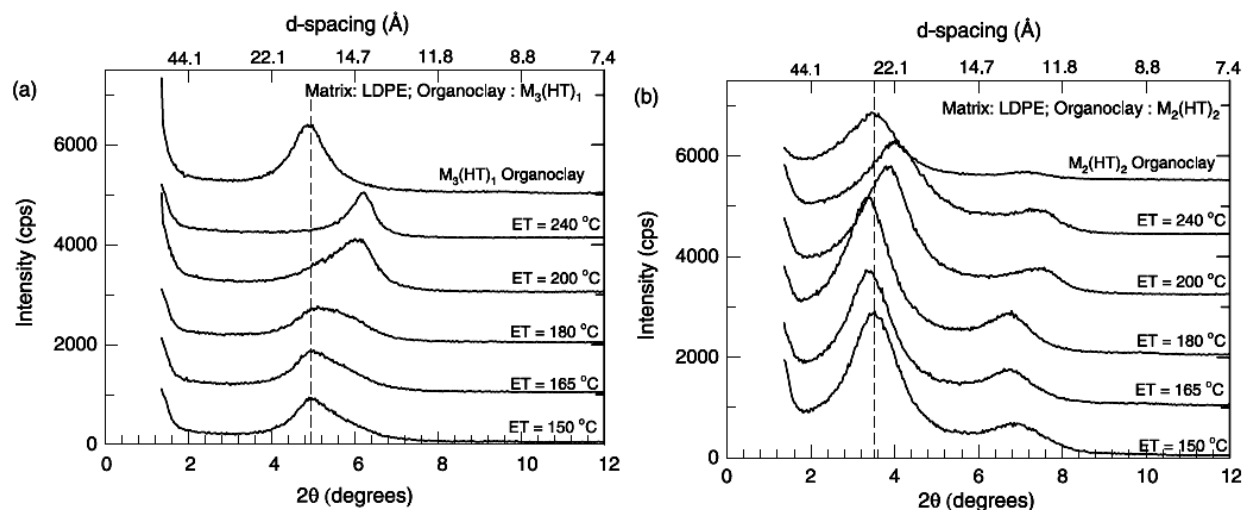 d-spacing (Å)
44.1 22.1 14.7 11.8 8.8 7.4
(a)
Matrix: LDPE; Organoclay : M₃(HT)₁
6000
M₃(HT)₁ Organoclay
ET = 240 °C
4000
ET = 200 °C
ET = 180 °C
2000
ET = 165 °C
ET = 150 °C
0
Intensity (cps)
0 2 4 6 8 10 12
2θ (degrees)
d-spacing (Å)
44.1 22.1 14.7 11.8 8.8 7.4
(b)
Matrix: LDPE; Organoclay : M₂(HT)₂
6000
M₂(HT)₂ Organoclay
ET = 240 °C
4000
ET = 200 °C
ET = 180 °C
2000
ET = 165 °C
ET = 150 °C
0
Intensity (cps)
0 2 4 6 8 10 12
2θ (degrees)